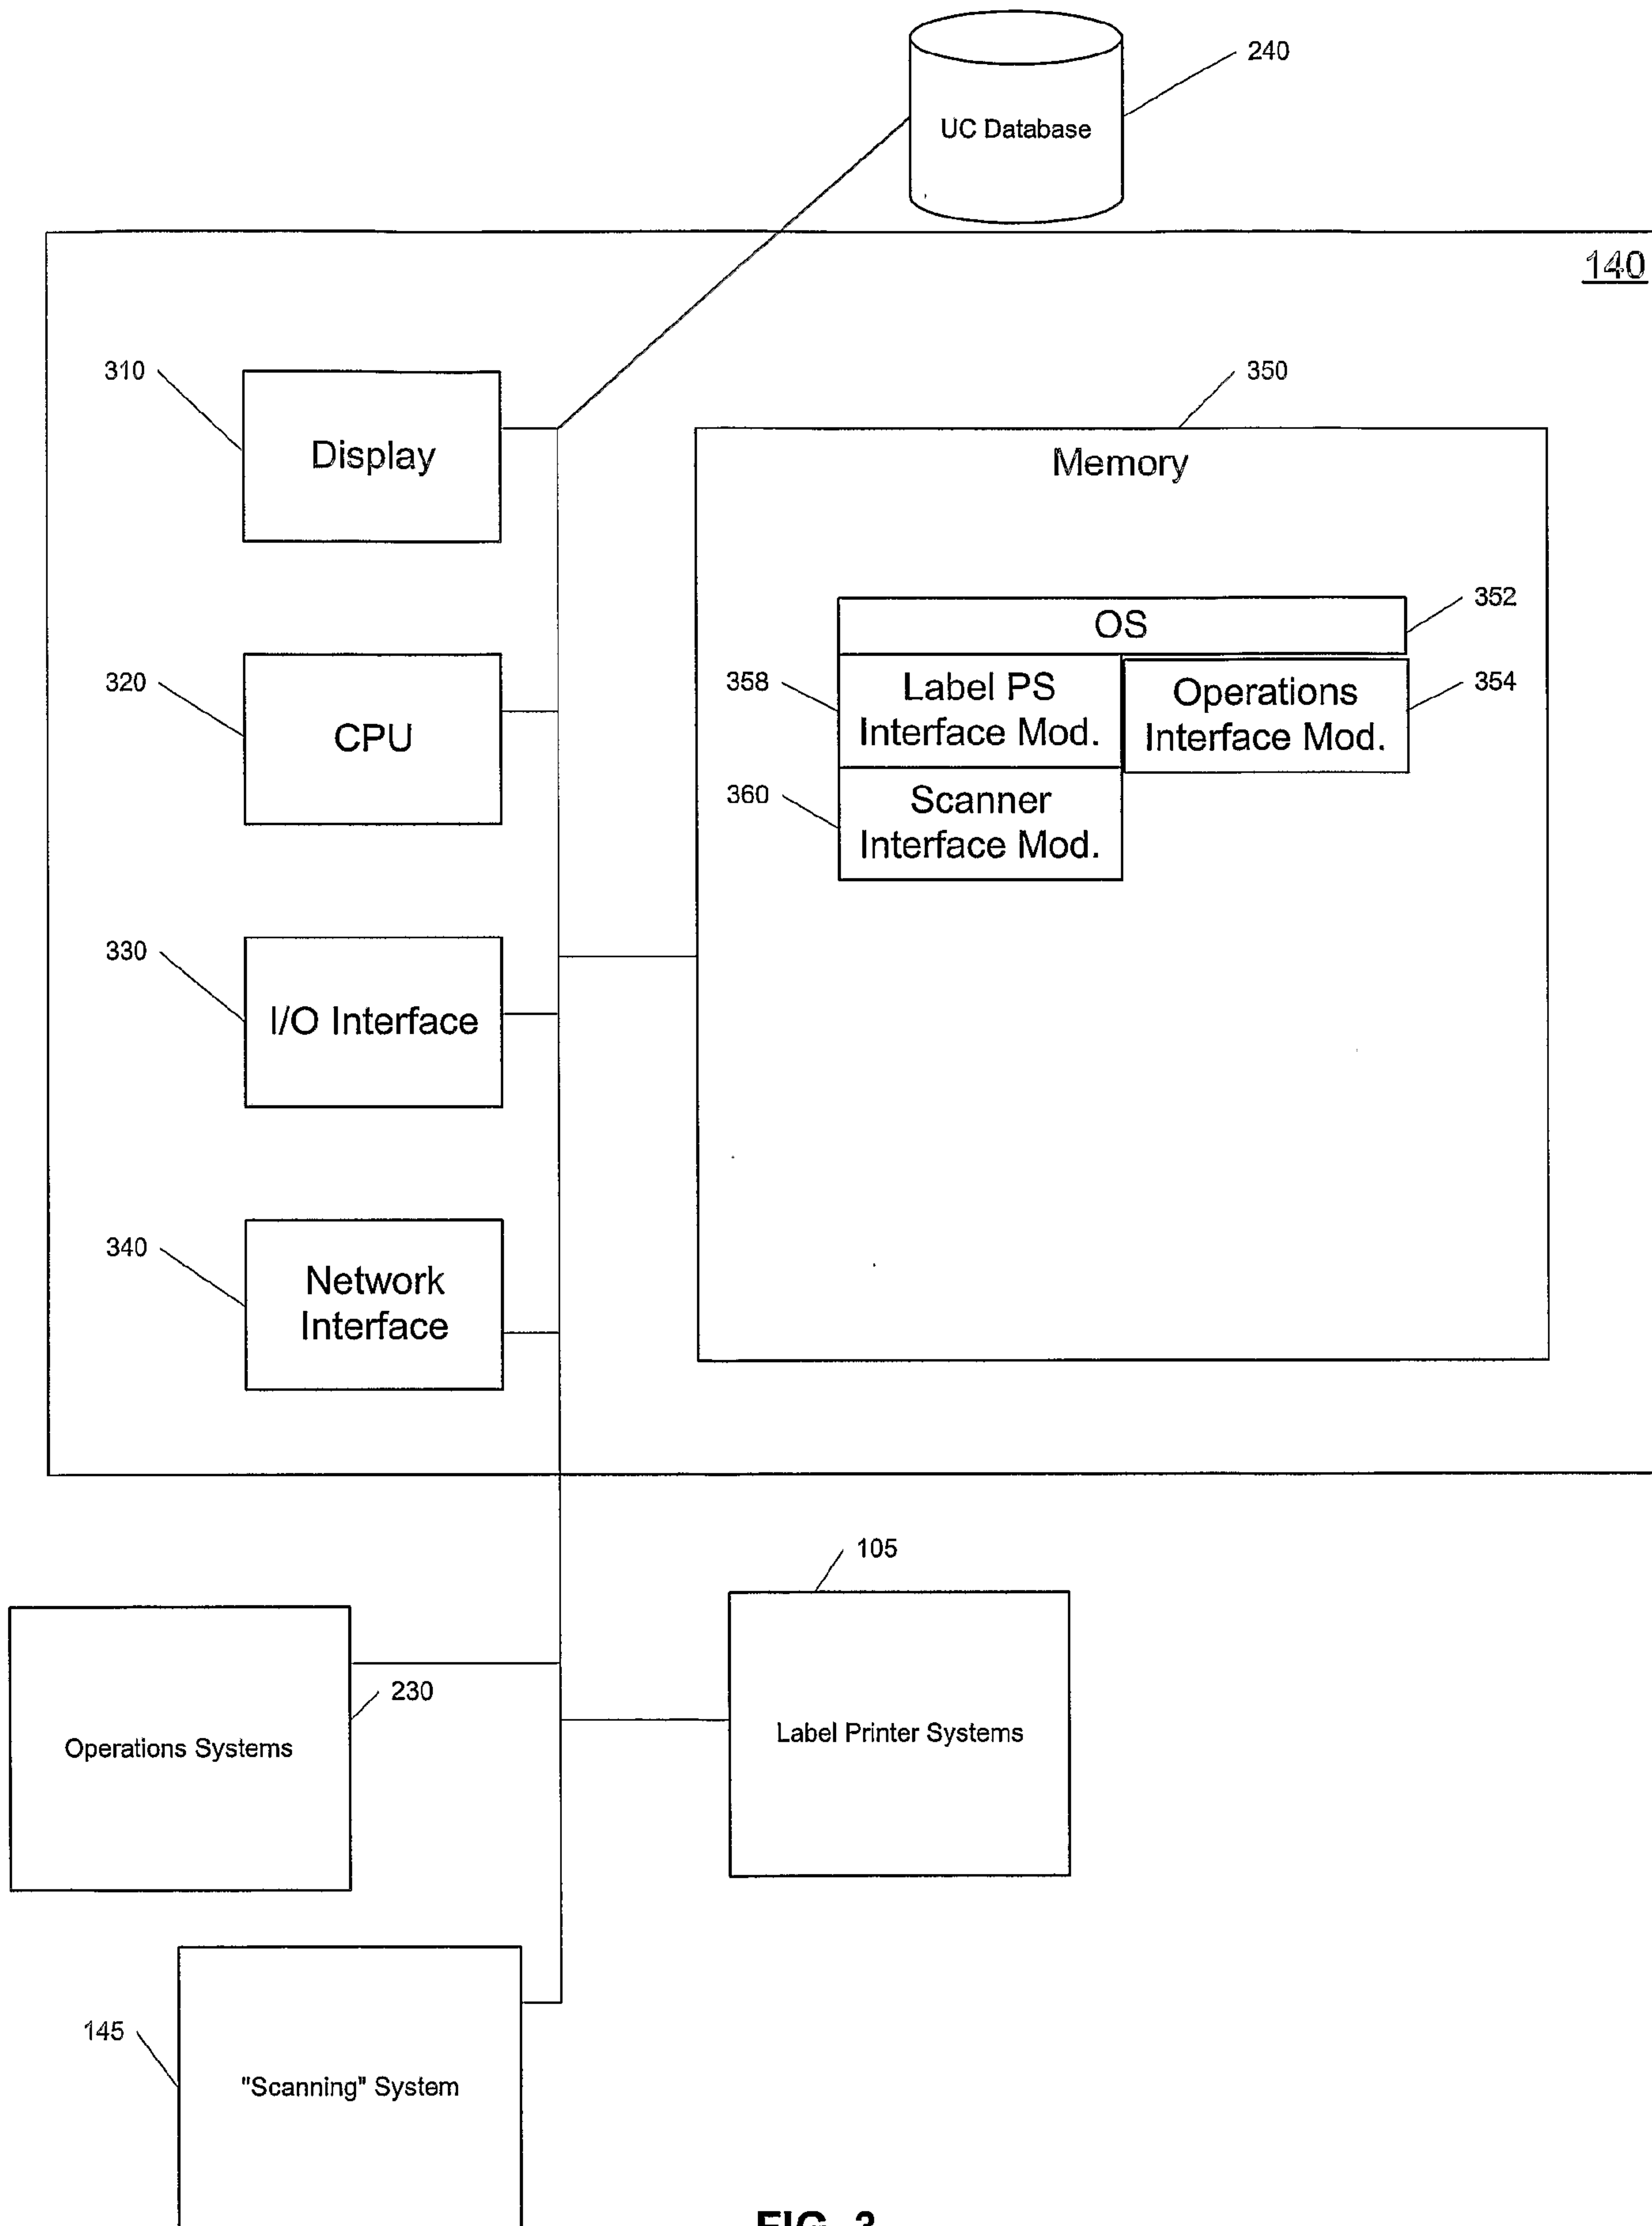 240
UC Database
140
310
350
Display
Memory
352
OS
320
358
Label PS
Interface Mod.
Operations
Interface Mod.
354
CPU
360
Scanner
Interface Mod.
330
I/O Interface
340
Network
Interface
105
230
Operations Systems
Label Printer Systems
145
"Scanning" System
FIG. 3